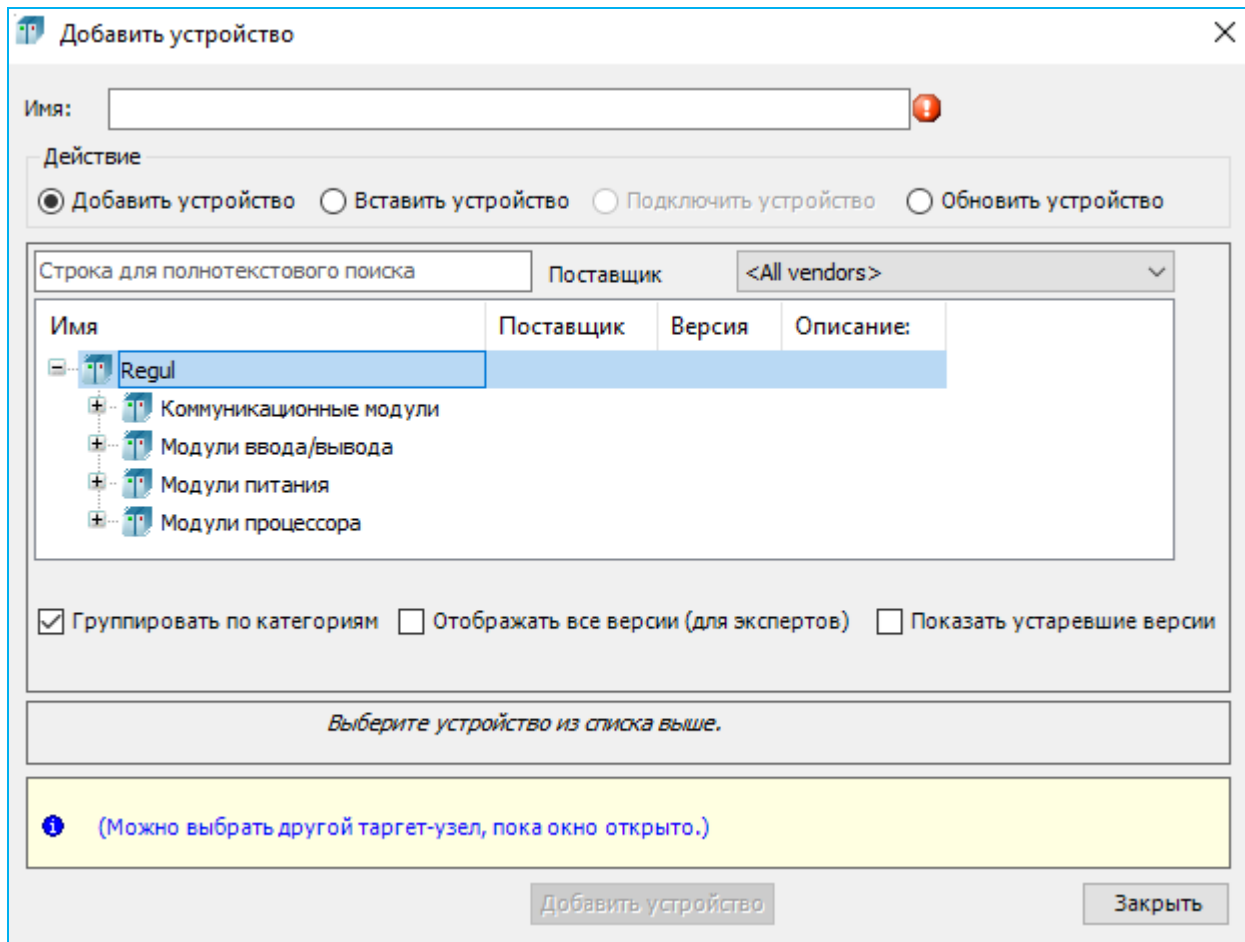 Добавить устройство
Имя:
Действие
Добавить устройство Вставить устройство Подключить устройство Обновить устройство
Строка для полнотекстового поиска Поставщик <All vendors>
Имя Поставщик Версия Описание:
Regul
Коммуникационные модули
Модули ввода/вывода
Модули питания
Модули процессора
Группировать по категориям Отображать все версии (для экспертов) Показать устаревшие версии
Выберите устройство из списка выше.
(Можно выбрать другой таргет-узел, пока окно открыто.)
Добавить устройство Закрыть